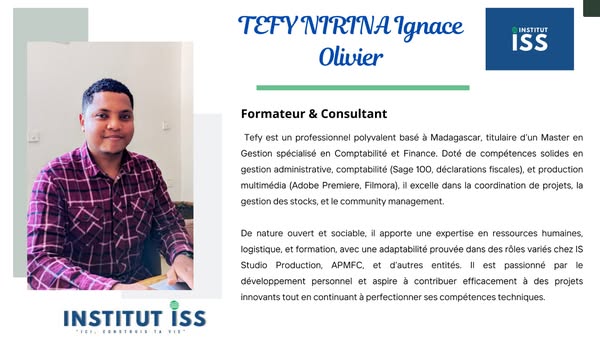 TEFY NIRINA Ignace
Olivier
INSTITUT
ISS
Formateur & Consultant
Tefy est un professionnel polyvalent basé à Madagascar, titulaire d'un Master en
Gestion spécialisé en Comptabilité et Finance. Doté de compétences solides en
gestion administrative, comptabilité (Sage 100, déclarations fiscales), et production
multimédia (Adobe Premiere, Filmora), il excelle dans la coordination de projets, la
gestion des stocks, et le community management.
De nature ouvert et sociable, il apporte une expertise en ressources humaines,
logistique, et formation, avec une adaptabilité prouvée dans des rôles variés chez IS
Studio Production, APMFC, et d'autres entités. Il est passionné par le
développement personnel et aspire à contribuer efficacement à des projets
innovants tout en continuant à perfectionner ses compétences techniques.
INSTITUT iSS
"ICI, CONSTRUIS TA VIE"